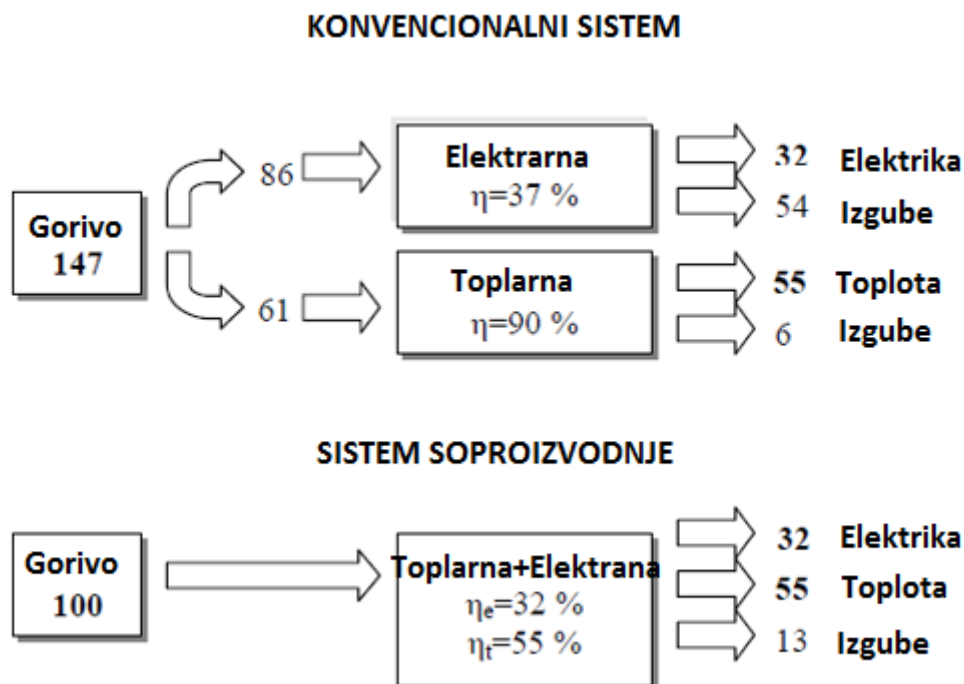 KONVENCIONALNI SISTEM
Gorivo
147
86
Elektrarna
η=37 %
32 Elektrika
54 Izgube
61
Toplarna
η=90 %
55 Toplota
6 Izgube
SISTEM SOPROIZVODNJE
Gorivo
100
Toplarna+Elektrana
ηe=32 %
ηt=55 %
32 Elektrika
55 Toplota
13 Izgube